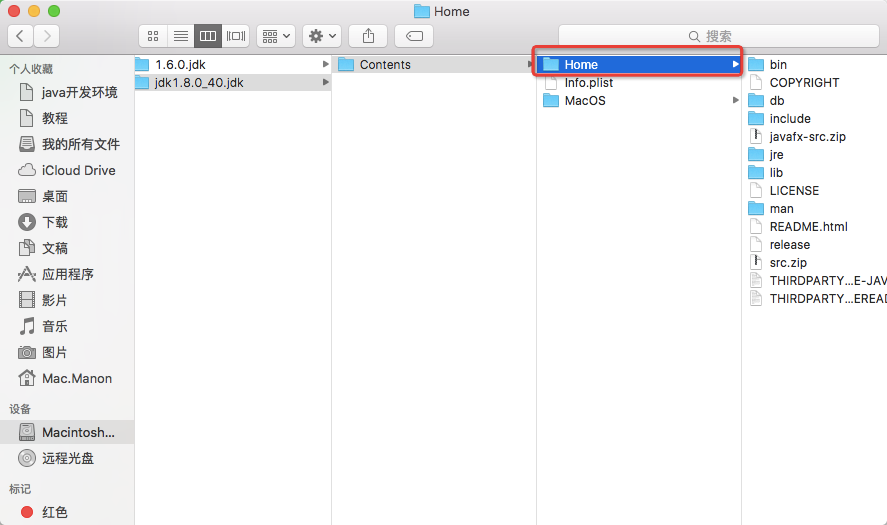 Home
搜索
个人收藏
java开发环境
教程
我的所有文件
iCloud Drive
桌面
下载
文稿
应用程序
影片
音乐
图片
Mac.Manon
设备
Macintosh...
远程光盘
标记
红色
1.6.0.jdk
jdk1.8.0_40.jdk
Contents
Home
Info.plist
MacOS
bin
COPYRIGHT
db
include
javafx-src.zip
jre
lib
LICENSE
man
README.html
release
src.zip
THIRDPARTY...E-JAV
THIRDPARTY...EREAD